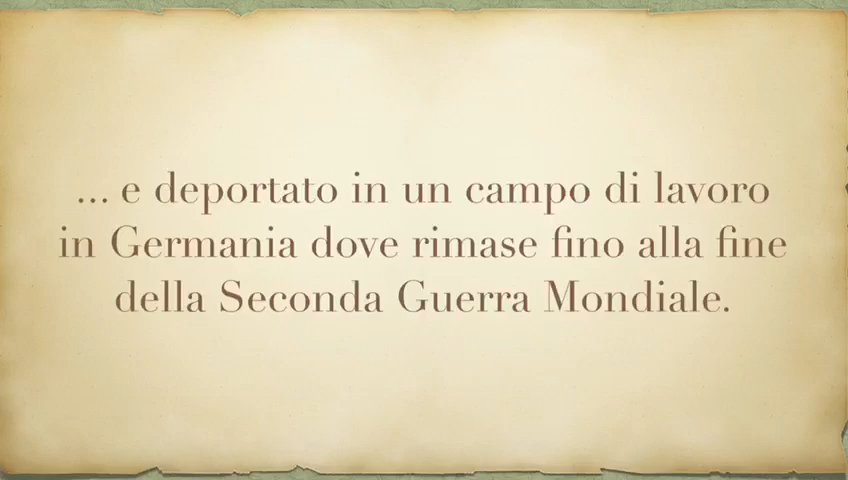 ... e deportato in un campo di lavoro
in Germania dove rimase fino alla fine
della Seconda Guerra Mondiale.